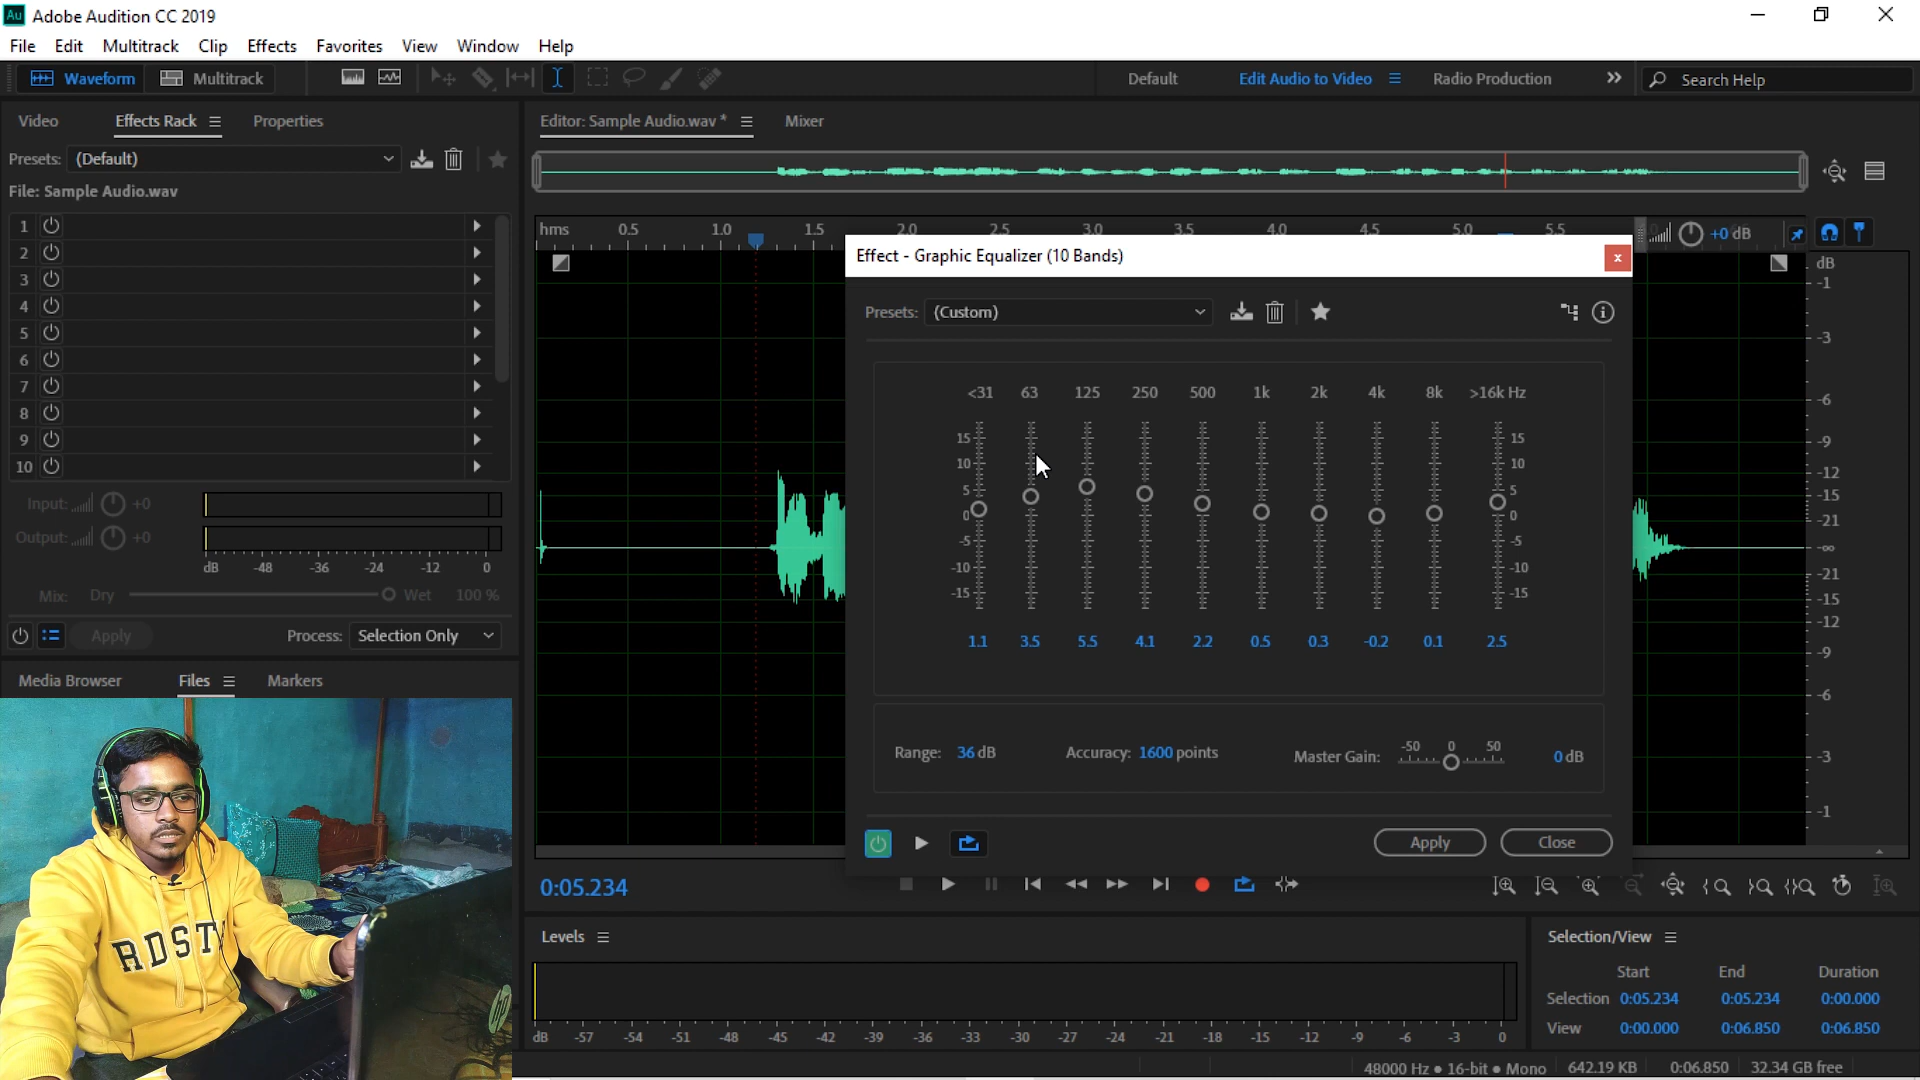 Au Adobe Audition CC 2019
File Edit Multitrack Clip Effects Favorites View Window Help
Waveform Multitrack Default Edit Audio to Video Radio Production Search Help
Video Effects Rack Properties
Presets: (Default)
File: Sample Audio.wav
1
2
3
4
5
6
7
8
9
10
Input: +0
Output: +0
dB -48 -36 -24 -12 0
Mix: Dry Wet 100 %
Apply Process: Selection Only
Media Browser Files Markers
RDST
hp
Editor: Sample Audio.wav * Mixer
hms 0.5 1.0 1.5 2.0 2.5 3.0 3.5 4.0 4.5 5.0 5.5
+0 dB
Effect - Graphic Equalizer (10 Bands) x
Presets: (Custom)
<31 63 125 250 500 1k 2k 4k 8k >16k Hz
15 15
10 10
5 5
0 0
-5 -5
-10 -10
-15 -15
1.1 3.5 5.5 4.1 2.2 0.5 0.3 -0.2 0.1 2.5
Range: 36 dB Accuracy: 1600 points Master Gain: -50 0 50 0 dB
Apply Close
dB
-1
-3
-6
-9
-12
-15
-21
-∞
-21
-15
-12
-9
-6
-3
-1
0:05.234
Levels
dB -57 -54 -51 -48 -45 -42 -39 -36 -33 -30 -27 -24 -21 -18 -15 -12 -9 -6 -3 0
Selection/View
Start End Duration
Selection 0:05.234 0:05.234 0:00.000
View 0:00.000 0:06.850 0:06.850
48000 Hz • 16-bit • Mono 642.19 KB 0:06.850 32.34 GB free